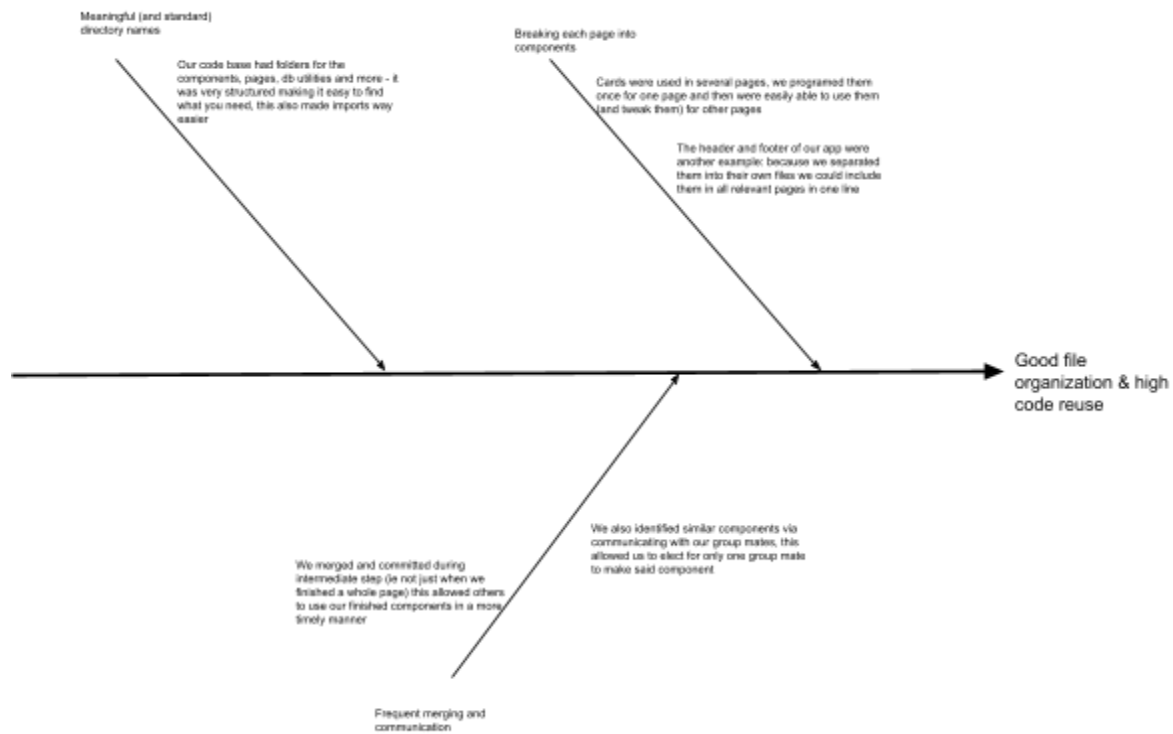 Meaningful (and standard)
directory names
Our code base had folders for the
components, pages, db utilities and more - it
was very structured making it easy to find
what you need, this also made imports way
easier
Breaking each page into
components
Cards were used in several pages, we programed them
once for one page and then were easily able to use them
(and tweak them) for other pages
The header and footer of our app were
another example: because we separated
them into their own files we could include
them in all relevant pages in one line
Good file
organization & high
code reuse
We also identified similar components via
communicating with our group mates, this
allowed us to elect for only one group mate
to make said component
We merged and committed during
intermediate step (ie not just when we
finished a whole page) this allowed others
to use our finished components in a more
timely manner
Frequent merging and
communication